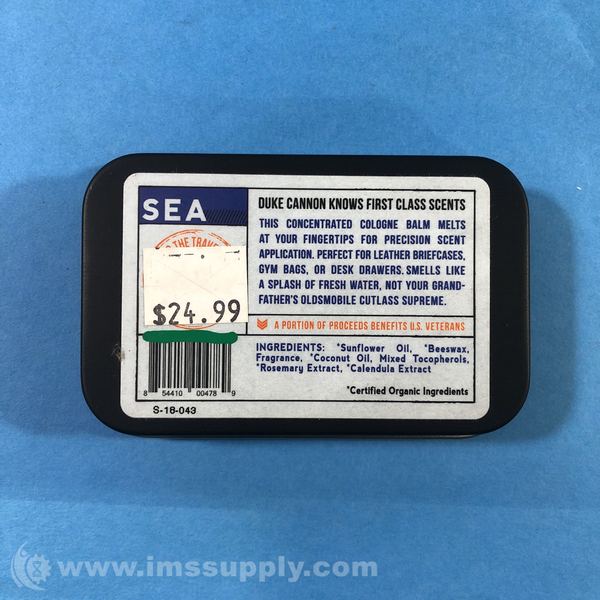 SEA
THE TRAV
$24.99
8 54410 00478 9
S-18-043
DUKE CANNON KNOWS FIRST CLASS SCENTS
THIS CONCENTRATED COLOGNE BALM MELTS
AT YOUR FINGERTIPS FOR PRECISION SCENT
APPLICATION. PERFECT FOR LEATHER BRIEFCASES,
GYM BAGS, OR DESK DRAWERS. SMELLS LIKE
A SPLASH OF FRESH WATER, NOT YOUR GRAND-
FATHER'S OLDSMOBILE CUTLASS SUPREME.
A PORTION OF PROCEEDS BENEFITS U.S. VETERANS
INGREDIENTS: *Sunflower Oil, *Beeswax,
Fragrance, *Coconut Oil, Mixed Tocopherols,
*Rosemary Extract, *Calendula Extract
*Certified Organic Ingredients
www.imssupply.com